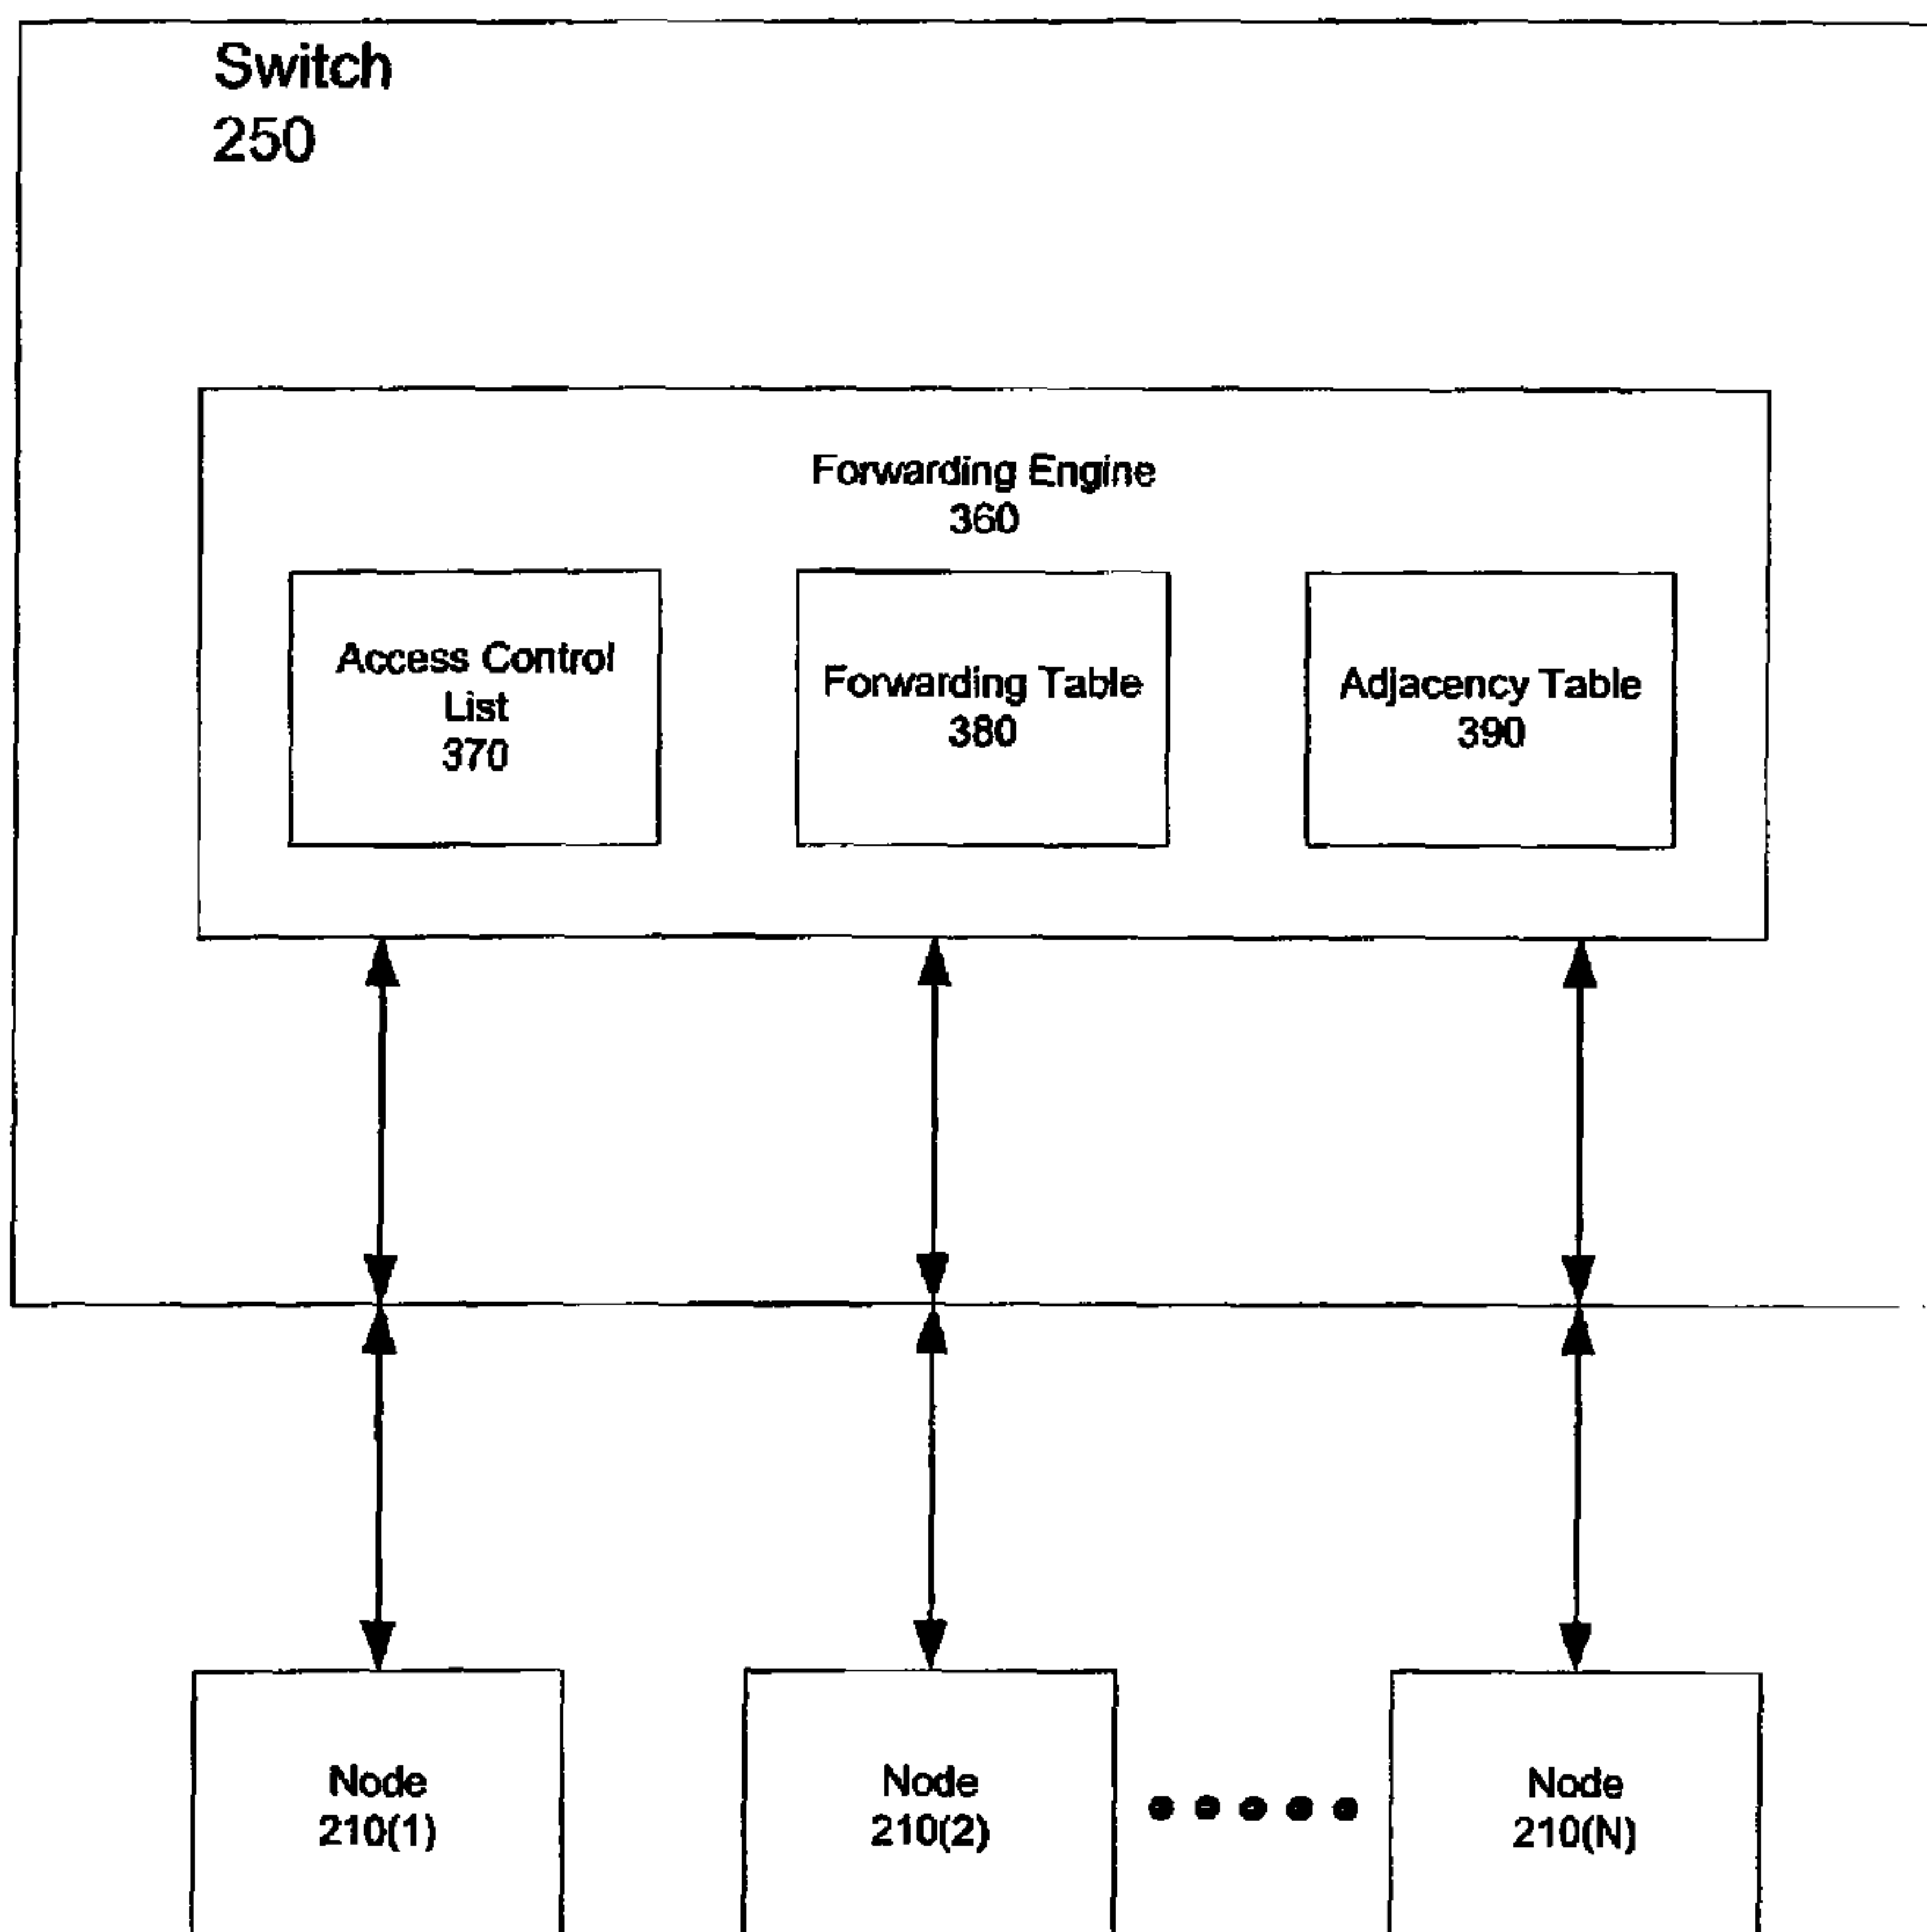 Switch
250
Forwarding Engine
360
Access Control
List
370
Forwarding Table
380
Adjacency Table
390
Node
210(1)
Node
210(2)
Node
210(N)